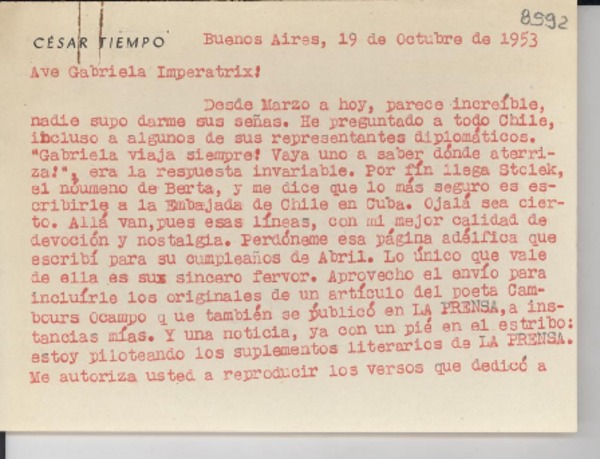 8592
CÉSAR TIEMPO
Buenos Aires, 19 de Octubre de 1953
Ave Gabriela Imperatrix!
Desde Marzo a hoy, parece increíble,
nadie supo darme sus señas. He preguntado a todo Chile,
incluso a algunos de sus representantes diplomáticos.
"Gabriela viaja siempre! Vaya uno a saber dónde aterri-
za!", era la respuesta invariable. Por fín llega Stolek,
el nóumeno de Berta, y me dice que lo más seguro es es-
cribirle a la Embajada de Chile en Cuba. Ojalá sea cier-
to. Allá van,pues esas líneas, con mi mejor calidad de
devoción y nostalgia. Perdóneme esa página adélfica que
escribí para su cumpleaños de Abril. Lo único que vale
de ella es sux sincero fervor. Aprovecho el envío para
incluírle los originales de un artículo del poeta Cam-
bours Ocampo q ue también se publicó en LA PRENSA,a ins-
tancias mías. Y una noticia, ya con un pié en el estribo:
estoy piloteando los suplementos literarios de LA PRENSA.
Me autoriza usted a reproducir los versos que dedicó a